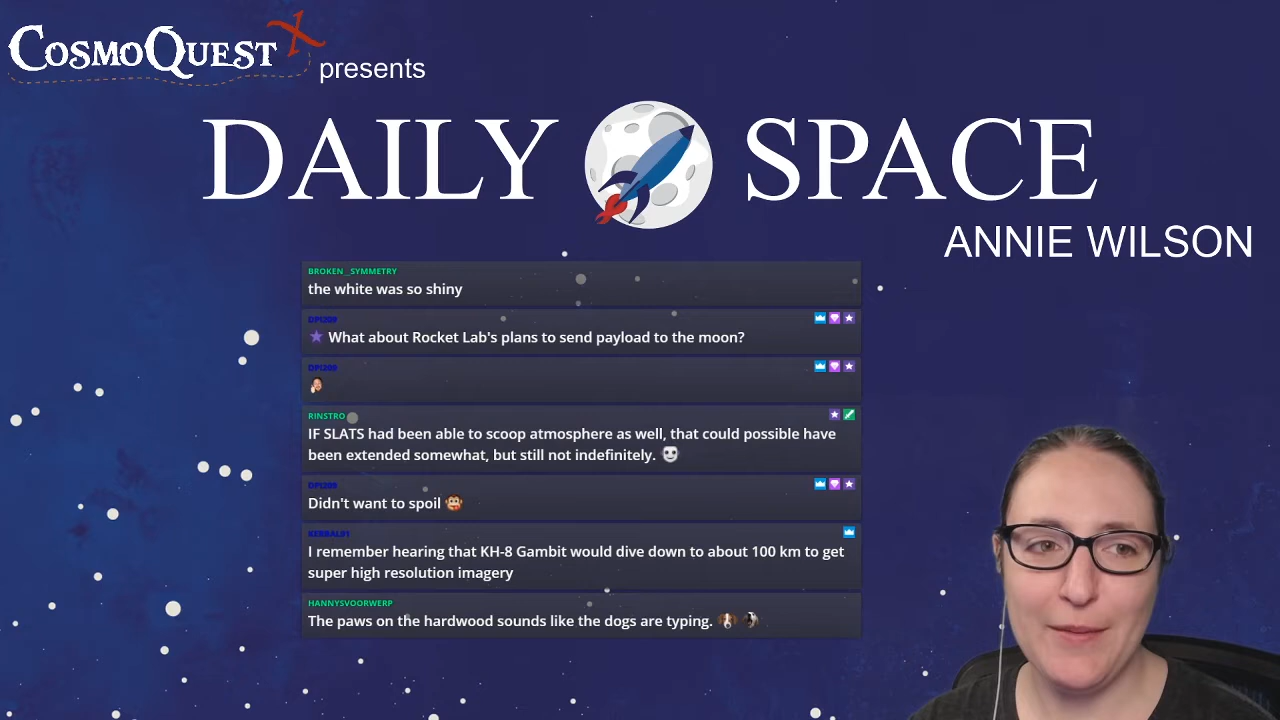 CosmoQuest X
presents
DAILY SPACE
ANNIE WILSON
BROKEN_SYMMETRY
the white was so shiny
What about Rocket Lab's plans to send payload to the moon?
RINSTRO
IF SLATS had been able to scoop atmosphere as well, that could possible have
been extended somewhat, but still not indefinitely.
Didn't want to spoil
KERBAL01
I remember hearing that KH-8 Gambit would dive down to about 100 km to get
super high resolution imagery
HANNYSVOORWERP
The paws on the hardwood sounds like the dogs are typing.